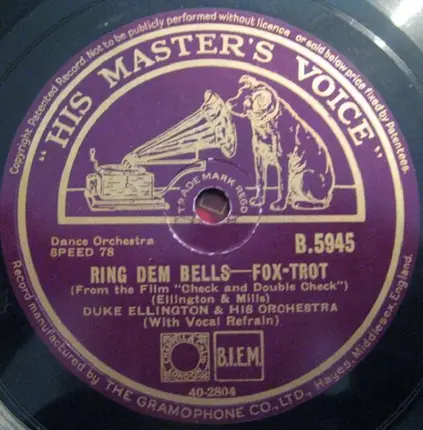 Copyright Patented Record. Not to be publicly performed without licence or sold below price fixed by Patentees.
"HIS MASTER'S VOICE"
TRADE MARK REGD
Dance Orchestra
SPEED 78
B.5945
RING DEM BELLS—FOX-TROT
(From the Film "Check and Double Check")
(Ellington & Mills)
DUKE ELLINGTON & HIS ORCHESTRA
(With Vocal Refrain)
B.I.E.M.
40-2804
Record manufactured by THE GRAMOPHONE CO., LTD., Hayes, Middlesex, England.